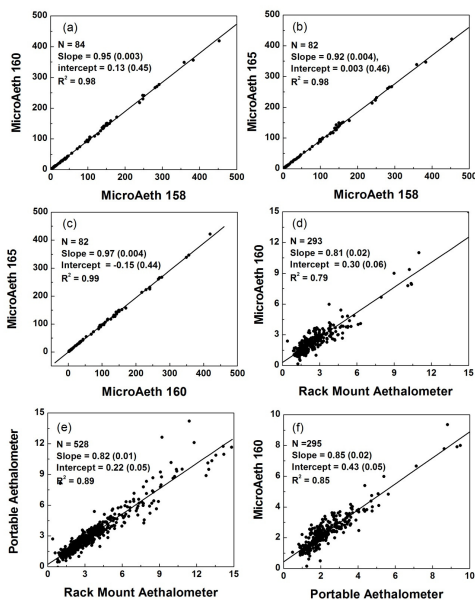 (a)
N = 84
Slope = 0.95 (0.003)
intercept = 0.13 (0.45)
R² = 0.98
MicroAeth 160
500
400
300
200
100
0
0 100 200 300 400 500
MicroAeth 158
(b)
N = 82
Slope = 0.92 (0.004),
Intercept = 0.003 (0.46)
R² = 0.98
MicroAeth 165
500
400
300
200
100
0
0 100 200 300 400 500
MicroAeth 158
(c)
N = 82
Slope = 0.97 (0.004)
Intercept = -0.15 (0.44)
R² = 0.99
MicroAeth 165
500
400
300
200
100
0
0 100 200 300 400 500
MicroAeth 160
(d)
N = 293
Slope = 0.81 (0.02)
Intercept = 0.30 (0.06)
R² = 0.79
MicroAeth 160
15
12
9
6
3
0
0 3 6 9 12 15
Rack Mount Aethalometer
(e)
N = 528
Slope = 0.82 (0.01)
Intercept = 0.22 (0.05)
R² = 0.89
Portable Aethalometer
15
12
9
6
3
0
0 3 6 9 12 15
Rack Mount Aethalometer
(f)
N =295
Slope = 0.85 (0.02)
Intercept = 0.43 (0.05)
R² = 0.85
MicroAeth 160
10
8
6
4
2
0
0 2 4 6 8 10
Portable Aethalometer